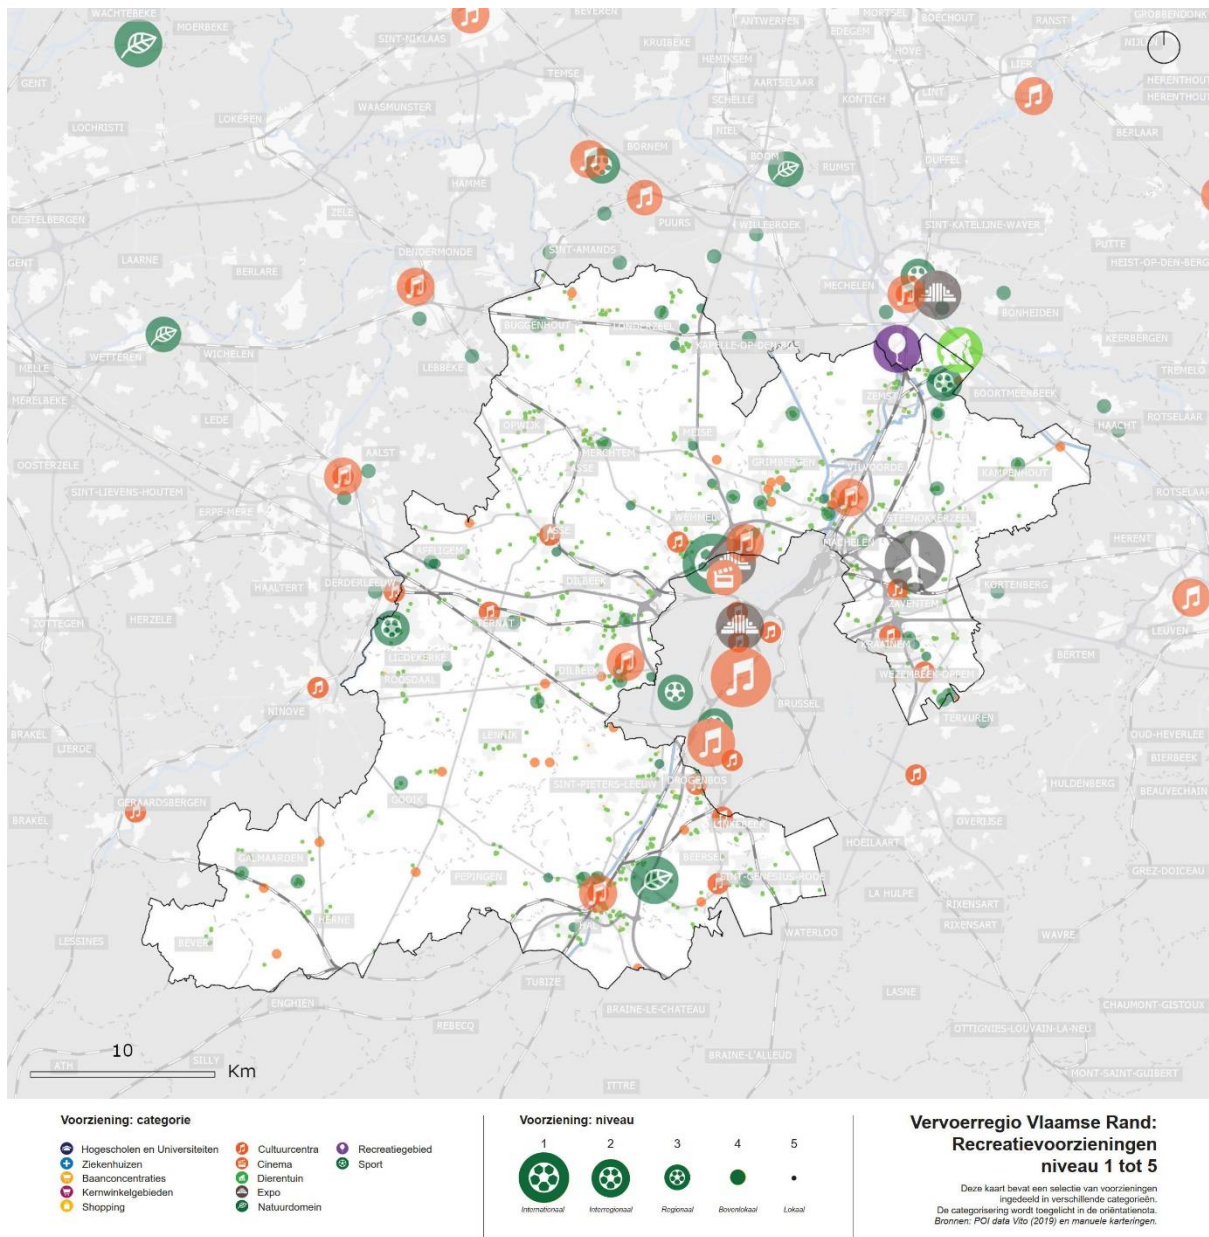 WACHTEBEKE
MOERBEKE
BEVEREN
ANTWERPEN
MORTSEL
EDEGEM
BOECHOUT
RANST
GROBBENDONK
SINT-NIKLAAS
KRUIBEKE
HOVE
NIJLEN
HEMIKSEM
LIER
GENT
TEMSE
AARTSELAAR
HERENTHOUT
SCHELLE
KONTICH
LINT
HERENTHOUT
WAASMUNSTER
LOCHRISTI
LOKEREN
NIEL
BERLAAR
BORNEM
BOOM
RUMST
DUFFEL
HAMME
ZELE
DESTELBERGEN
PUURS
WILLEBROEK
SINT-KATELIJNE-WAVER
PUTTE
DENDERMONDE
SINT-AMANDS
GENT
LAARNE
HEIST-OP-DEN-BERG
BERLARE
MECHELEN
BONHEIDEN
BUGGENHOUT
LONDERZEEL
KEERBERGEN
KAPELLE-OP-DEN-BOS
WETTEREN
WICHELEN
MELLE
LEBBEKE
TREMELO
MERELBEKE
ZEMST
BOORTMEERBEEK
ROTSELAAR
LEDE
OPWIJK
HAACHT
MEISE
AALST
MERCHTEM
OOSTERZELE
ASSE
GRIMBERGEN
VILVOORDE
KAMPENHOUT
SINT-LIEVENS-HOUTEM
ROTSELAAR
ERPE-MERE
WEMMEL
STEENOKKERZEEL
ASSE
MACHELEN
HERENT
AFFLIGEM
HAALTERT
DENDERLEEUW
DILBEEK
KORTENBERG
ZAVENTEM
ZOTTEGEM
HERZELE
TERNAT
LEUVEN
KRAAINEM
BERTEM
LIEDEKERKE
DILBEEK
WEZEMBEEK-OPPEM
ROOSDAAL
BRUSSEL
NINOVE
TERVUREN
BRAKEL
LENNIK
OUD-HEVERLEE
LIERDE
BIERBEEK
DROGENBOS
SINT-PIETERS-LEEUW
HULDENBERG
BEAUVECHAIN
GERAARDSBERGEN
GOOIK
BRAKEL
LINKEBEEK
OVERIJSE
HOEILAART
GALMAARDEN
BEERSEL
PEPINGEN
SINT-GENESIUS-RODE
GREZ-DOICEAU
LA HULPE
RIXENSART
HERNE
HALLE
RIXENSART
LESSINES
BEVER
WATERLOO
WAVRE
TUBIZE
LASNE
ENGHIEN
BRAINE-LE-CHATEAU
CHAUMONT-GISTOUX
REBECQ
OTTIGNIES-LOUVAIN-LA-NEU
10
Km
ATH
SILLY
BRAINE-L'ALLEUD
MONT-SAINT-GUIBERT
ITTRE
Voorziening: categorie
Hogescholen en Universiteiten
Ziekenhuizen
Baanconcentraties
Kernwinkelgebieden
Shopping
Cultuurcentra
Cinema
Dierentuin
Expo
Natuurdomein
Recreatiegebied
Sport
Voorziening: niveau
1 2 3 4 5
Internationaal Interregionaal Regionaal Bovenlokaal Lokaal
Vervoerregio Vlaamse Rand:
Recreatievoorzieningen
niveau 1 tot 5
Deze kaart bevat een selectie van voorzieningen
ingedeeld in verschillende categorieën.
De categorisering wordt toegelicht in de oriëntatienota.
Bronnen: POI data Vito (2019) en manuele karteringen.